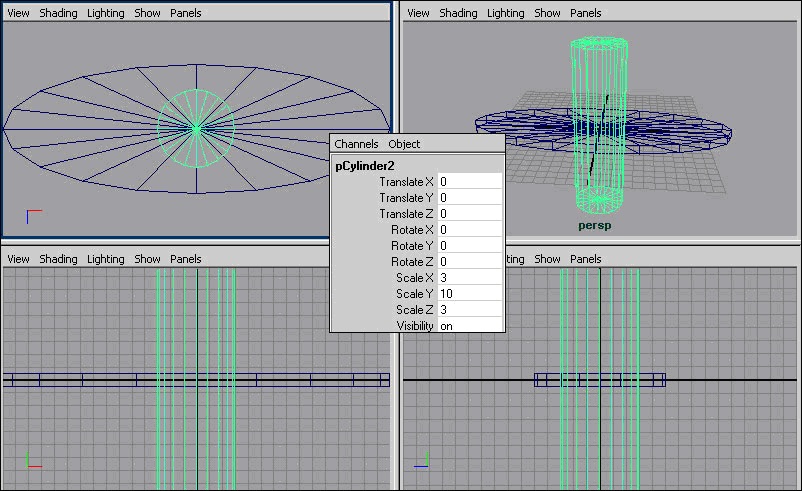 View Shading Lighting Show Panels
View Shading Lighting Show Panels
Channels Object
pCylinder2
Translate X 0
Translate Y 0
Translate Z 0
Rotate X 0
Rotate Y 0
Rotate Z 0
Scale X 3
Scale Y 10
Scale Z 3
Visibility on
persp
View Shading Lighting Show Panels
ting Show Panels